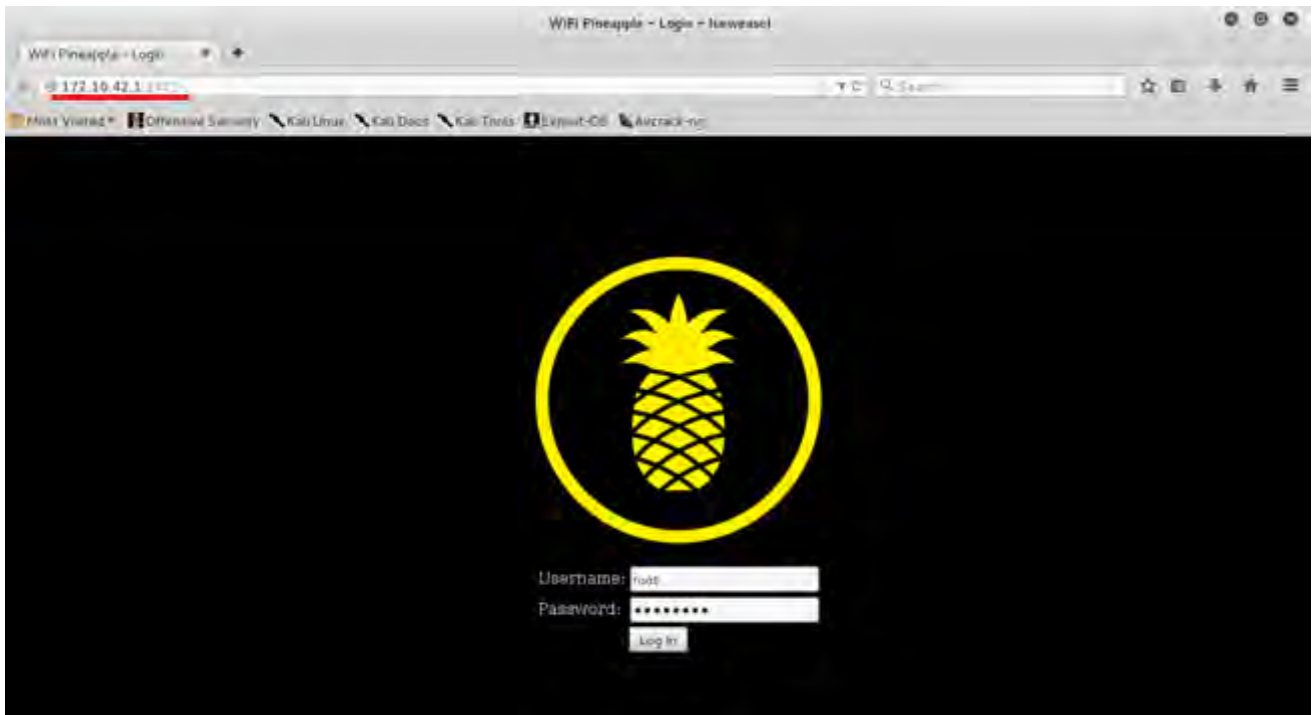 WiFi Pineapple - Login - Iceweasel
WiFi Pineapple - Login
172.16.42.1
Search
Most Visited Offensive Security Kali Linux Kali Docs Kali Tools Exploit-DB Aircrack-ng
Username: root
Password: ••••••••
Log In